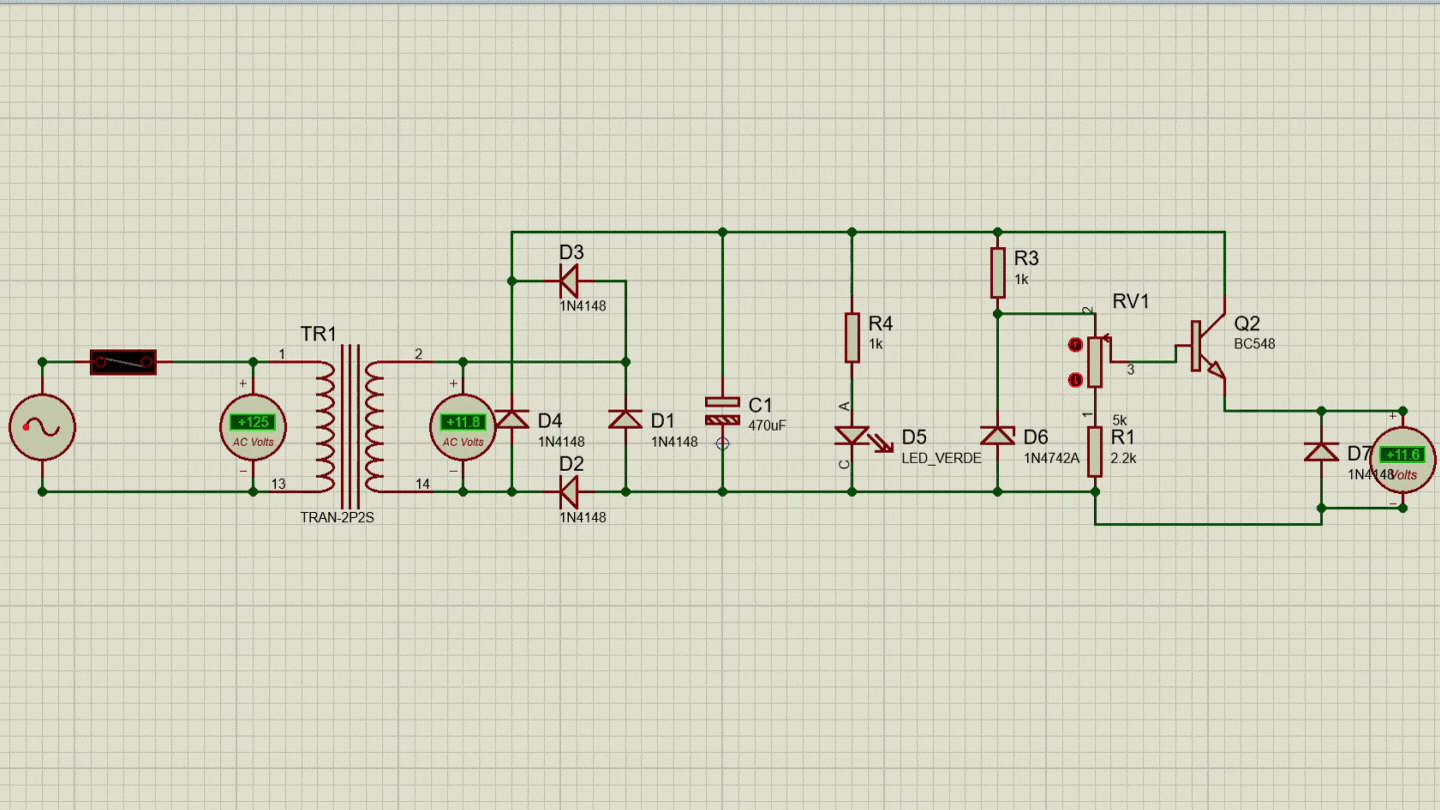 D3
1N4148
TR1
1
2
13
14
TRAN-2P2S
+
+125
AC Volts
−
+
+11.8
AC Volts
−
D4
1N4148
D1
1N4148
D2
1N4148
C1
470uF
R4
1k
A
D5
LED_VERDE
C
R3
1k
D6
1N4742A
RV1
2
3
1
5k
R1
2.2k
Q2
BC548
D7
1N4148
+
+11.6
Volts
−